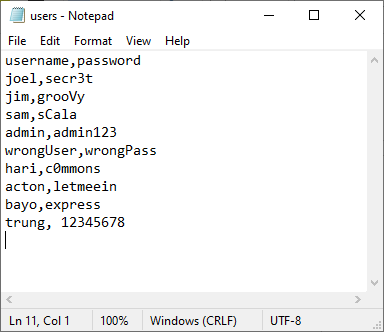 users - Notepad
File Edit Format View Help
username,password
joel,secr3t
jim,grooVy
sam,sCala
admin,admin123
wrongUser,wrongPass
hari,c0mmons
acton,letmeein
bayo,express
trung, 12345678
Ln 11, Col 1 100% Windows (CRLF) UTF-8